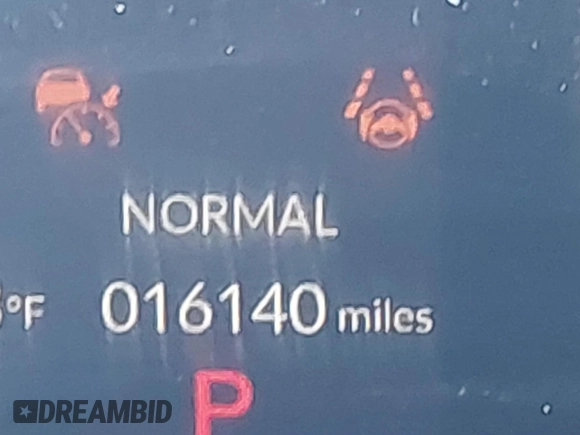 NORMAL
°F 016140 miles
P
DREAMBID